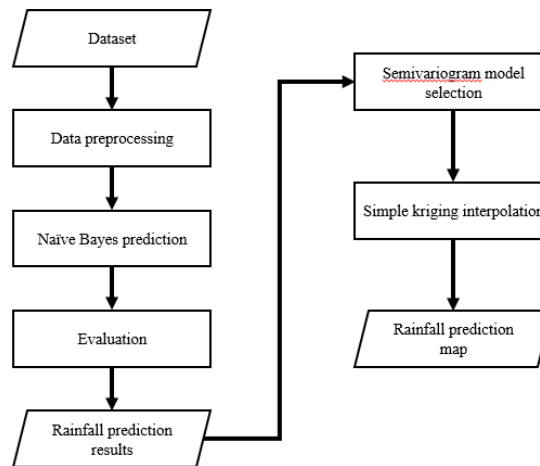 Dataset
Data preprocessing
Naïve Bayes prediction
Evaluation
Rainfall prediction
results
Semivariogram model
selection
Simple kriging interpolation
Rainfall prediction
map